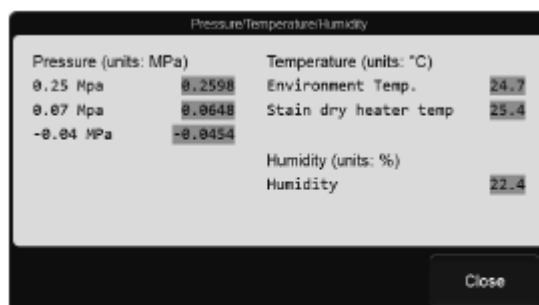 Pressure/Temperature/Humidity
Pressure (units: MPa)
0.25 Mpa 0.2598
0.07 Mpa 0.0648
-0.04 MPa -0.0454
Temperature (units: °C)
Environment Temp. 24.7
Stain dry heater temp 25.4
Humidity (units: %)
Humidity 22.4
Close